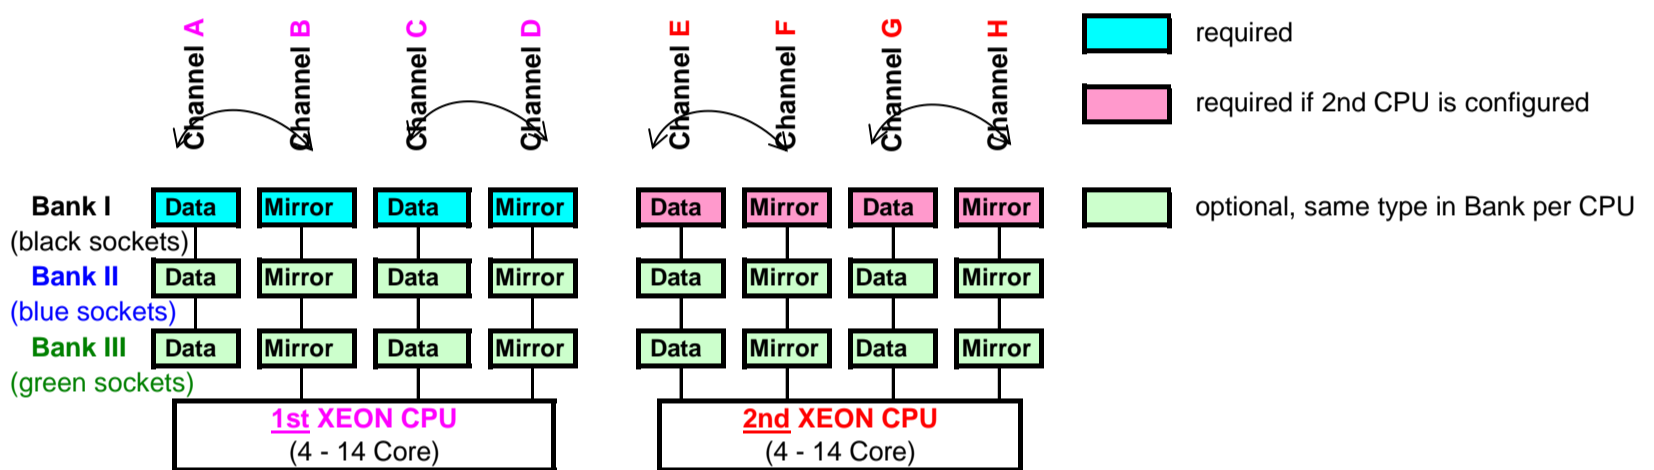 Channel A
Channel B
Channel C
Channel D
Channel E
Channel F
Channel G
Channel H
required
required if 2nd CPU is configured
optional, same type in Bank per CPU
Bank I
(black sockets)
Data Mirror Data Mirror Data Mirror Data Mirror
Bank II
(blue sockets)
Data Mirror Data Mirror Data Mirror Data Mirror
Bank III
(green sockets)
Data Mirror Data Mirror Data Mirror Data Mirror
1st XEON CPU
(4 - 14 Core)
2nd XEON CPU
(4 - 14 Core)